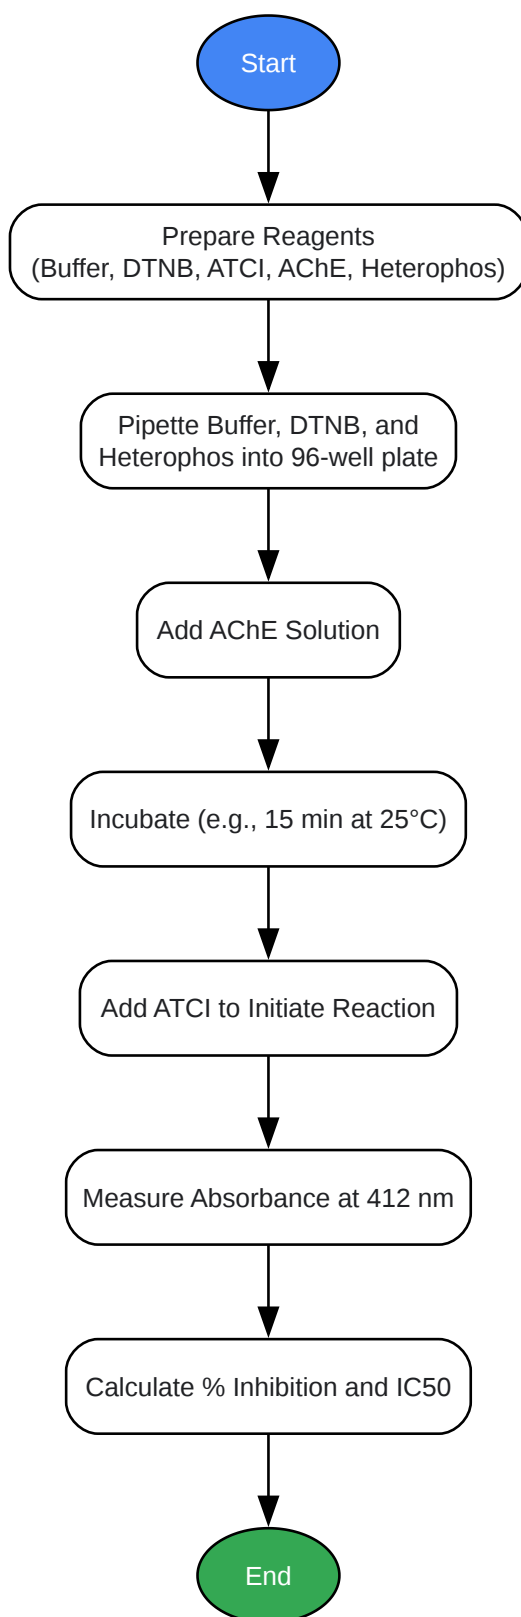 Start
Prepare Reagents
(Buffer, DTNB, ATCI, AChE, Heterophos)
Pipette Buffer, DTNB, and
Heterophos into 96-well plate
Add AChE Solution
Incubate (e.g., 15 min at 25°C)
Add ATCI to Initiate Reaction
Measure Absorbance at 412 nm
Calculate % Inhibition and IC50
End